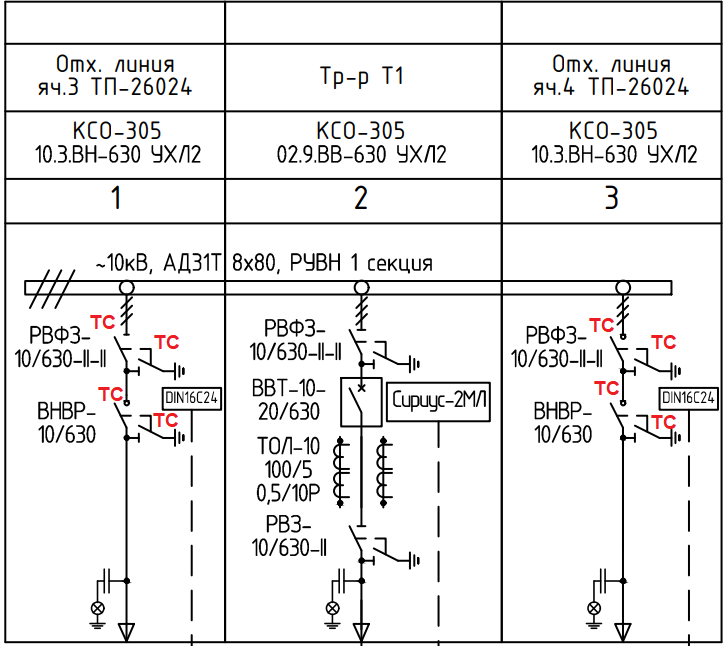 Отх. линия
яч.3 ТП-26024
Тр-р Т1
Отх. линия
яч.4 ТП-26024
КСО-305
10.3.ВН-630 УХЛ2
КСО-305
02.9.ВВ-630 УХЛ2
КСО-305
10.3.ВН-630 УХЛ2
1
2
3
~10кВ, АД31Т 8х80, РУВН 1 секция
ТС
РВФЗ-
10/630-II-II
ТС
ТС
ВНВР-
10/630
ТС
DIN16C24
РВФЗ-
10/630-II-II
ВВТ-10-
20/630
Сириус-2МЛ
ТОЛ-10
100/5
0,5/10Р
РВЗ-
10/630-II
ТС
РВФЗ-
10/630-II-II
ТС
ТС
ВНВР-
10/630
ТС
DIN16C24